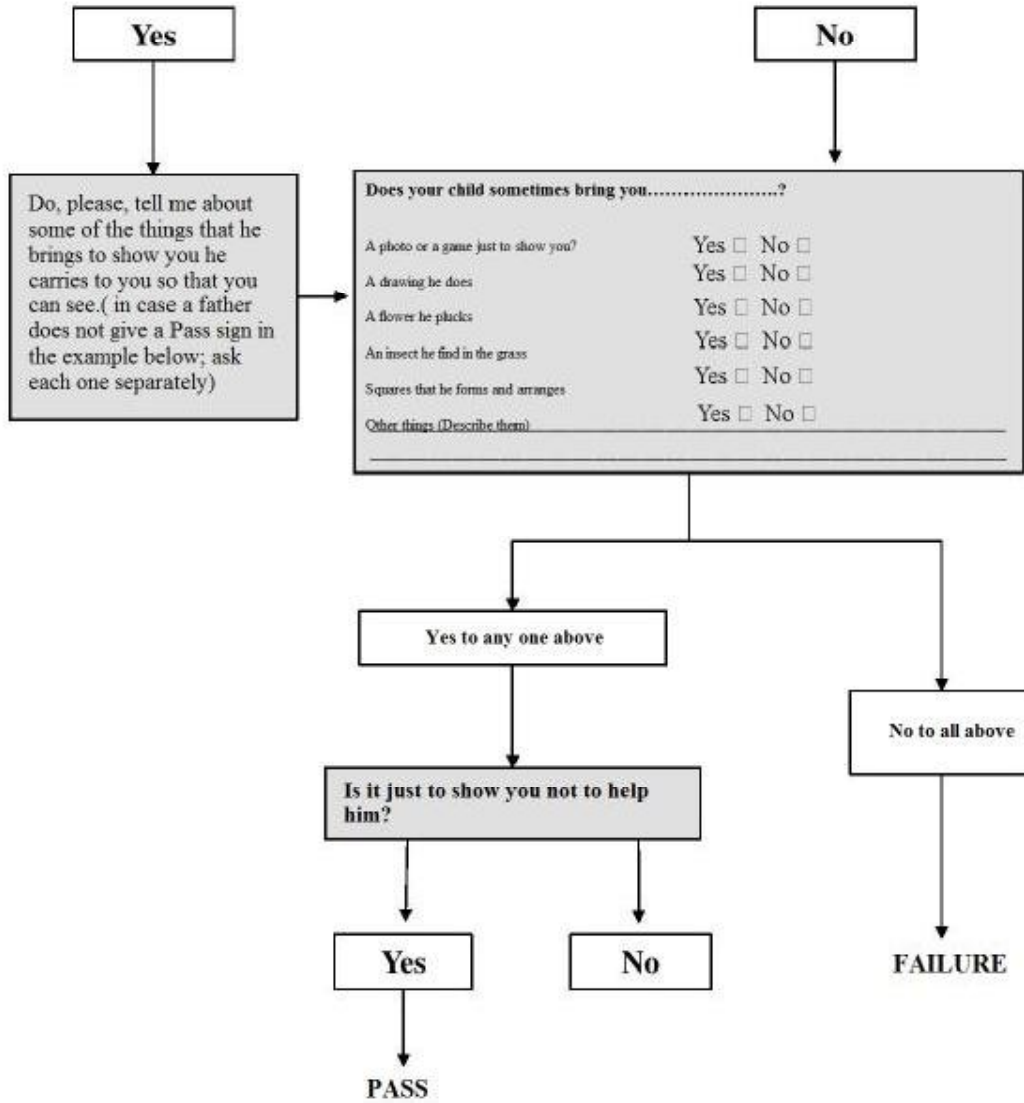 Yes
No
Do, please, tell me about
some of the things that he
brings to show you he
carries to you so that you
can see.( in case a father
does not give a Pass sign in
the example below; ask
each one separately)
Does your child sometimes bring you......................?
A photo or a game just to show you? Yes □ No □
A drawing he does Yes □ No □
A flower he plucks Yes □ No □
An insect he find in the grass Yes □ No □
Squares that he forms and arranges Yes □ No □
Other things (Describe them) Yes □ No □
Yes to any one above
No to all above
Is it just to show you not to help
him?
Yes
No
FAILURE
PASS